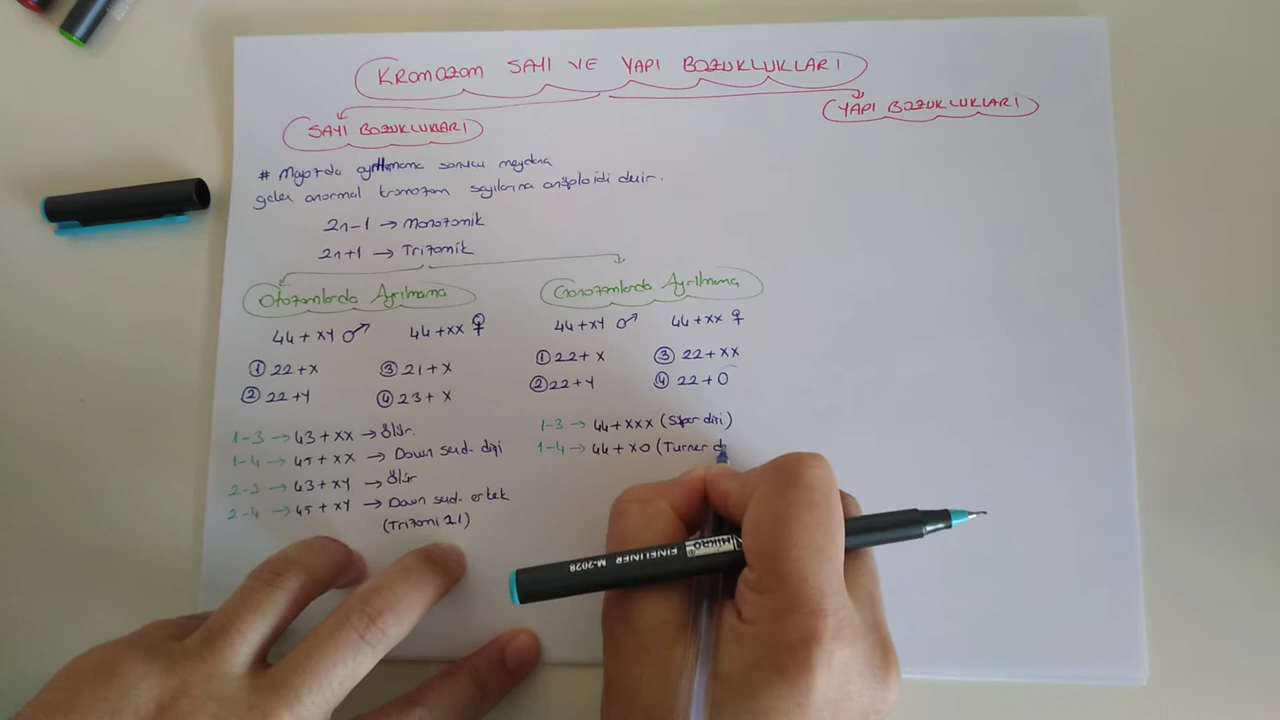 KROMOZOM SAYI VE YAPI BOZUKLUKLARI
SAYI BOZUKLUKLARI
YAPI BOZUKLUKLARI
# Mayozda ayrılmama sonucu meydana
gelen anormal kromozom sayılarına anöploidi denir.
2n-1 → Monozomik
2n+1 → Trizomik
Otozomlarda Ayrılmama
44+XY ♂ 44+XX ♀
① 22+X ③ 21+X
② 22+Y ④ 23+X
1-3 → 43+XX → Ölür.
1-4 → 45+XX → Down send. dişi
2-3 → 43+XY → Ölür
2-4 → 45+XY → Down send. erkek
(Trizomi 21)
Gonozomlarda Ayrılmama
44+XY ♂ 44+XX ♀
① 22+X ③ 22+XX
② 22+Y ④ 22+0
1-3 → 44+XXX (Süper dişi)
1-4 → 44+X0 (Turner d
MİKRO
FINELINER M-2028